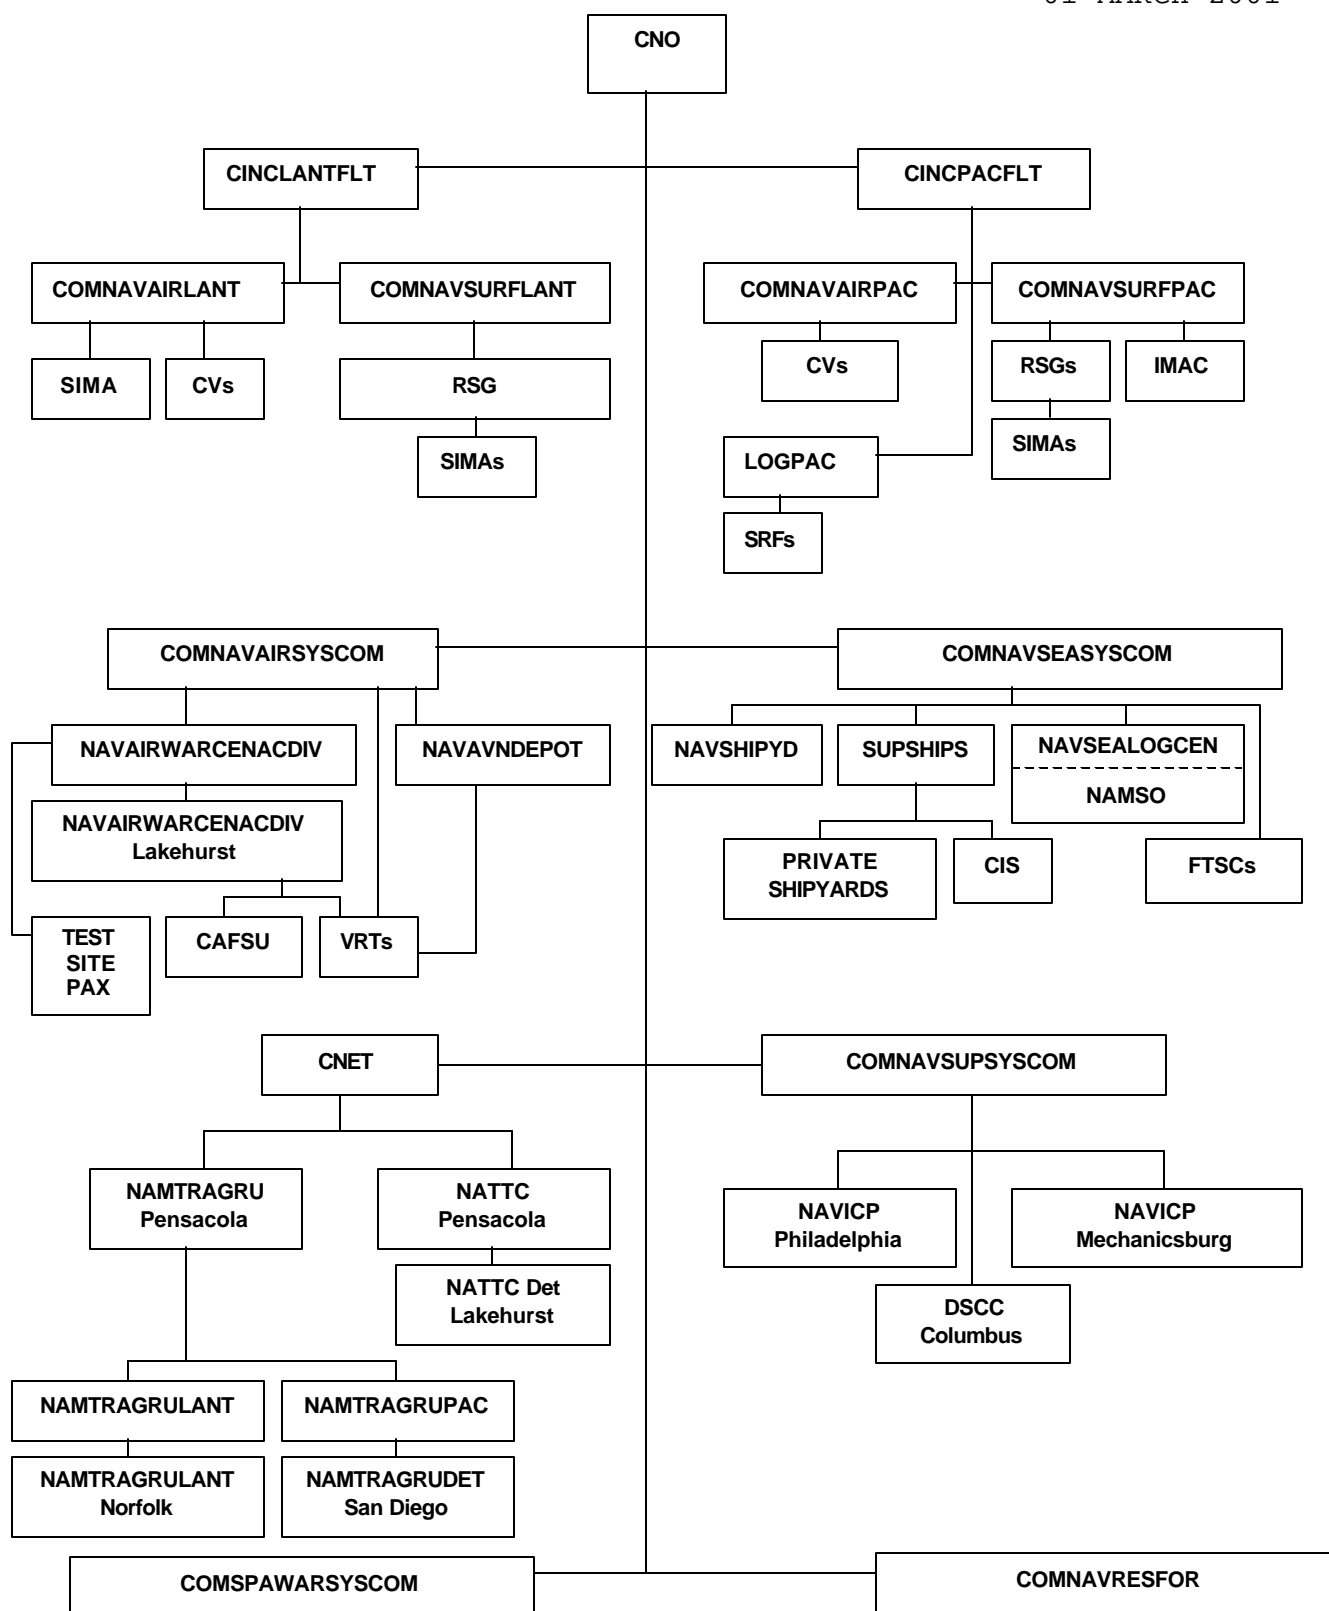 01 MARCH 2001
CNO
CINCLANTFLT
CINCPACFLT
COMNAVAIRLANT
COMNAVSURFLANT
COMNAVAIRPAC
COMNAVSURFPAC
SIMA
CVs
RSG
CVs
RSGs
IMAC
SIMAs
LOGPAC
SIMAs
SRFs
COMNAVAIRSYSCOM
COMNAVSEASYSCOM
NAVAIRWARCENACDIV
NAVAVNDEPOT
NAVSHIPYD
SUPSHIPS
NAVSEALOGCEN
NAMSO
NAVAIRWARCENACDIV
Lakehurst
PRIVATE
SHIPYARDS
CIS
FTSCs
TEST
SITE
PAX
CAFSU
VRTs
CNET
COMNAVSUPSYSCOM
NAMTRAGRU
Pensacola
NATTC
Pensacola
NAVICP
Philadelphia
NAVICP
Mechanicsburg
NATTC Det
Lakehurst
DSCC
Columbus
NAMTRAGRULANT
NAMTRAGRUPAC
NAMTRAGRULANT
Norfolk
NAMTRAGRUDET
San Diego
COMSPAWARSYSCOM
COMNAVRESFOR